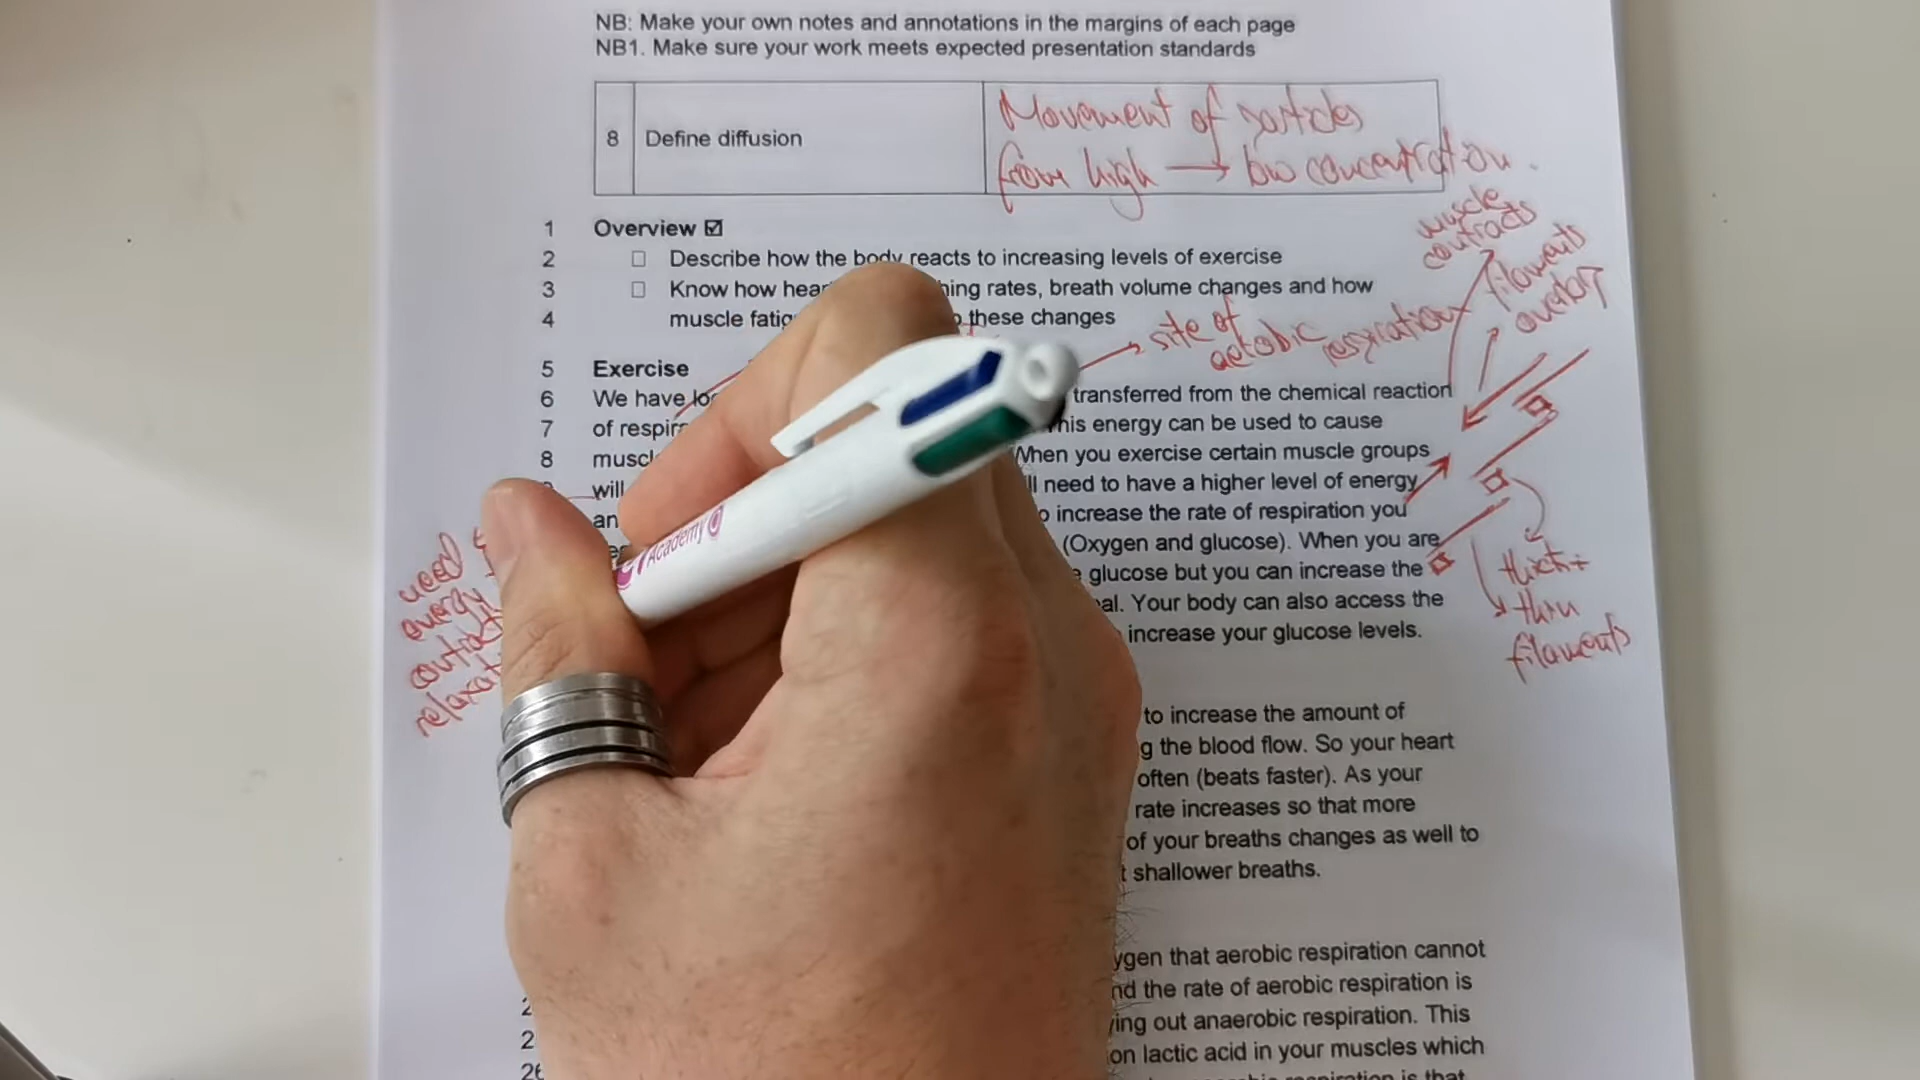 NB: Make your own notes and annotations in the margins of each page
NB1. Make sure your work meets expected presentation standards
8 Define diffusion
Movement of particles
from high → low concentration.
1 Overview ☑
2 □ Describe how the body reacts to increasing levels of exercise
3 □ Know how hear hing rates, breath volume changes and how
4 muscle fatig these changes
muscle
contracts
filaments
overlap
site of
aerobic respiration
5 Exercise
6 We have lo transferred from the chemical reaction
7 of respir his energy can be used to cause
8 muscl When you exercise certain muscle groups
will ll need to have a higher level of energy
an o increase the rate of respiration you
(Oxygen and glucose). When you are
e glucose but you can increase the
al. Your body can also access the
increase your glucose levels.
need
energy
contract
relaxat
thick +
thin
filaments
Academy
to increase the amount of
g the blood flow. So your heart
often (beats faster). As your
rate increases so that more
of your breaths changes as well to
t shallower breaths.
ygen that aerobic respiration cannot
nd the rate of aerobic respiration is
ying out anaerobic respiration. This
on lactic acid in your muscles which
26 respiration is that